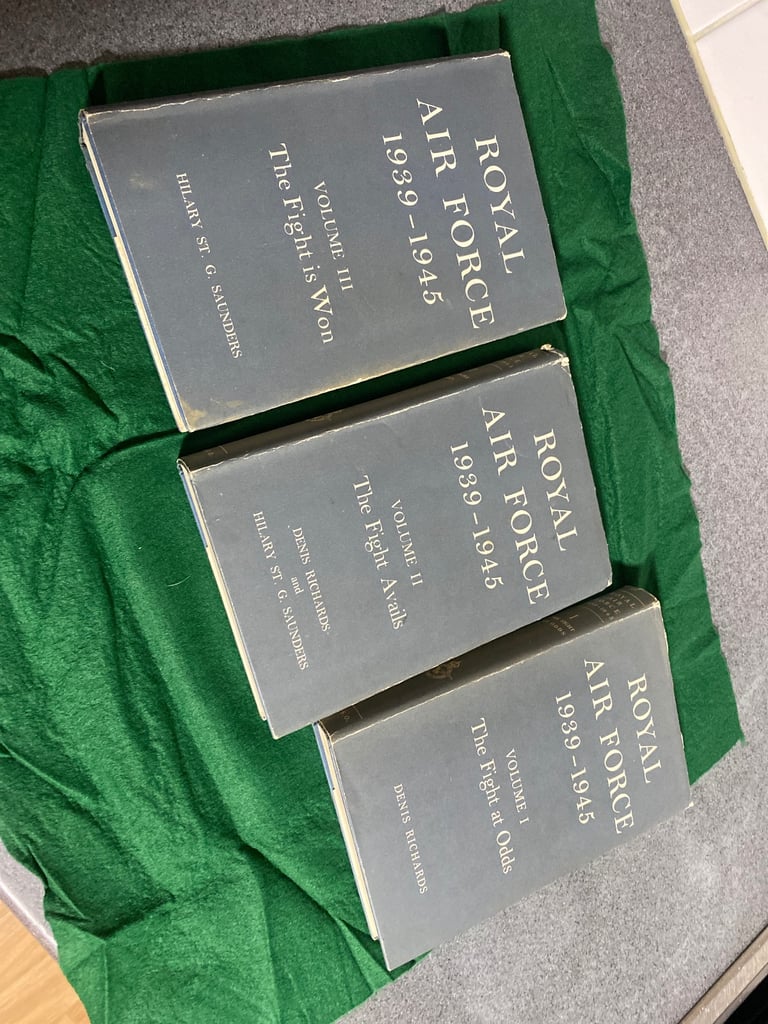 ROYAL
AIR FORCE
1939-1945
VOLUME III
The Fight is Won
HILARY ST. G. SAUNDERS
ROYAL
AIR FORCE
1939-1945
VOLUME II
The Fight Avails
DENIS RICHARDS
and
HILARY ST. G. SAUNDERS
ROYAL
AIR FORCE
1939-1945
VOLUME I
The Fight at Odds
DENIS RICHARDS